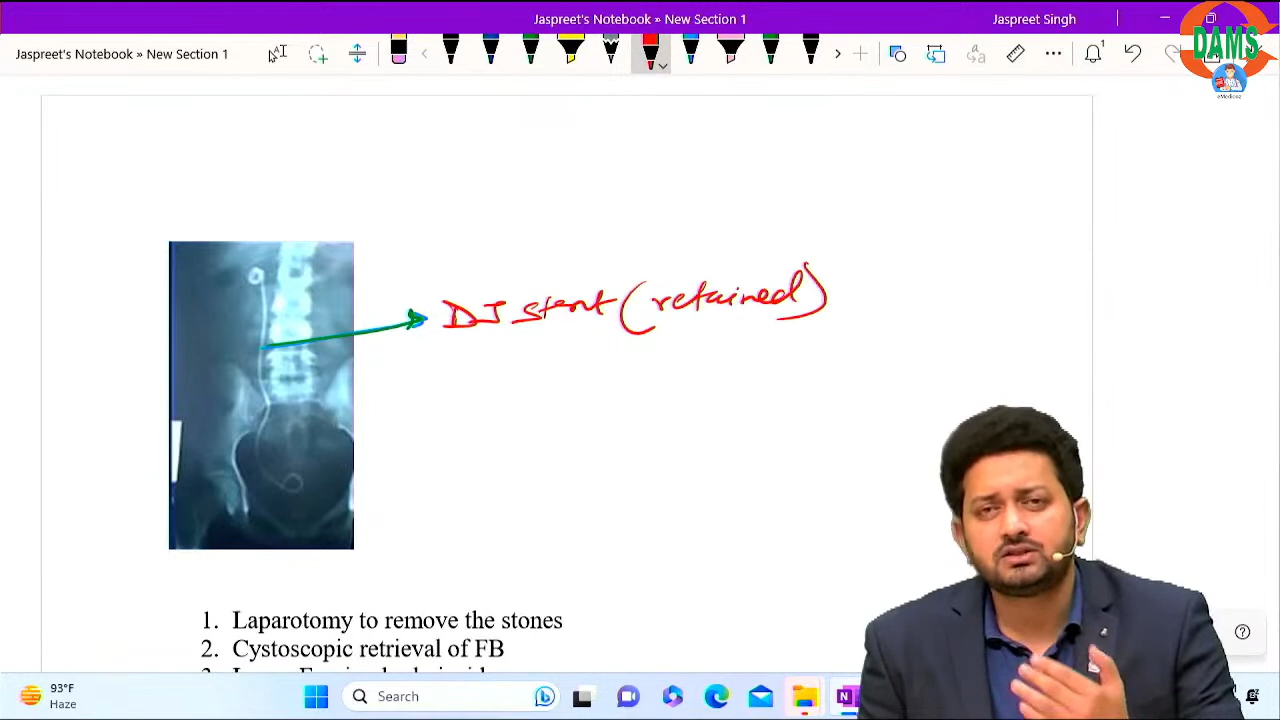 Jaspreet's Notebook » New Section 1
Jaspreet Singh
Jaspreet's Notebook » New Section 1
DAMS
eMedicoz
DJ stent (retained)
1. Laparotomy to remove the stones
2. Cystoscopic retrieval of FB
93°F
Haze
Search